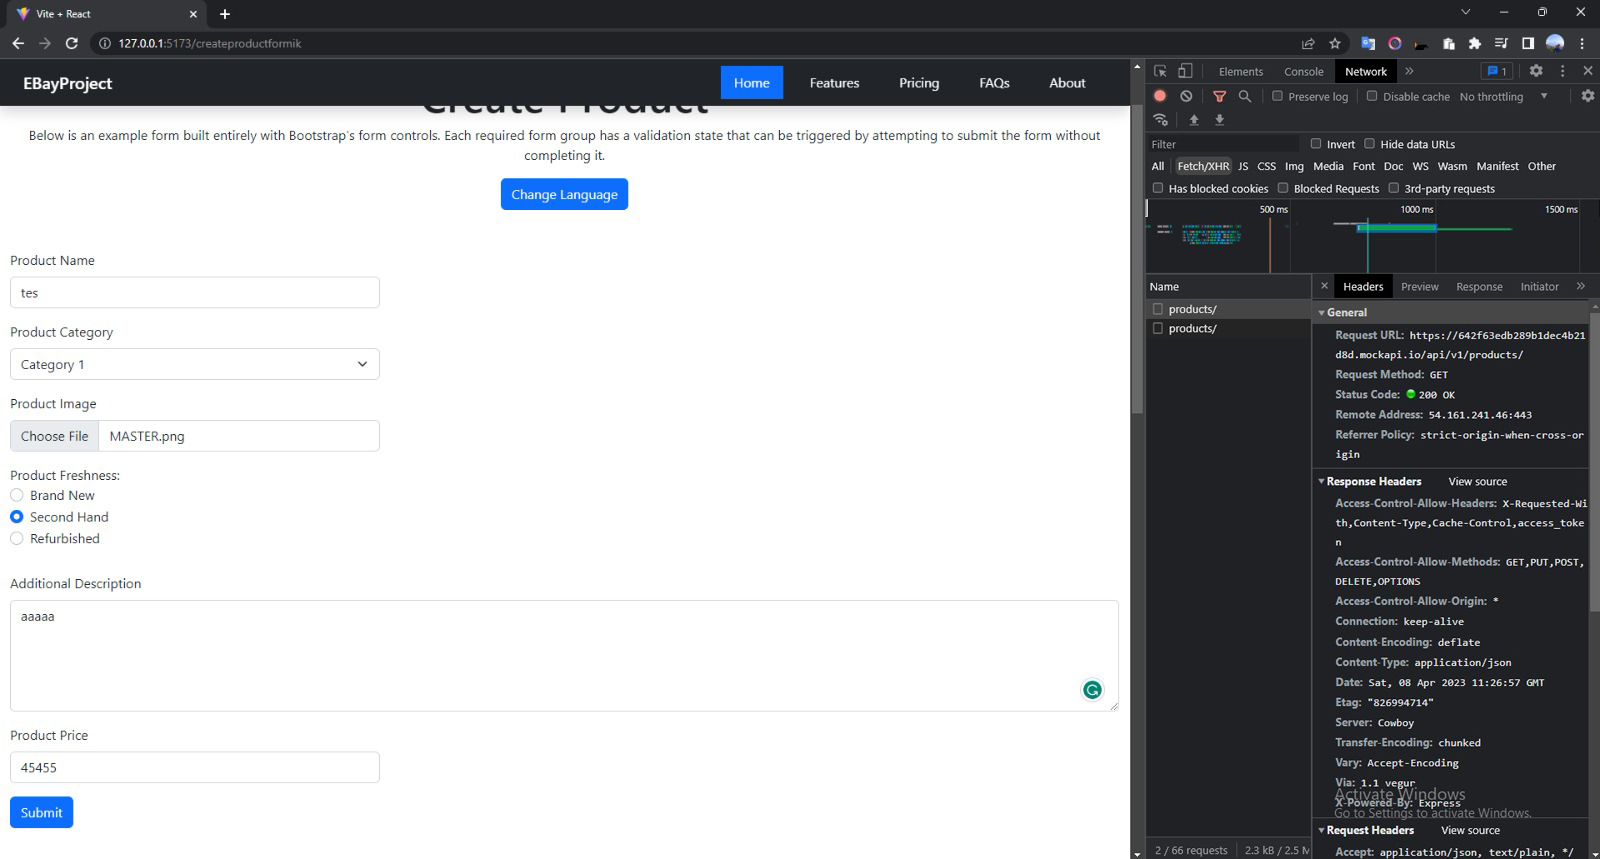 Vite + React
127.0.0.1:5173/createproductformik
EBayProject
Home
Features
Pricing
FAQs
About
Create Product
Below is an example form built entirely with Bootstrap's form controls. Each required form group has a validation state that can be triggered by attempting to submit the form without
completing it.
Change Language
Product Name
tes
Product Category
Category 1
Product Image
Choose File
MASTER.png
Product Freshness:
Brand New
Second Hand
Refurbished
Additional Description
aaaaa
Product Price
45455
Submit
Elements
Console
Network
1
Preserve log
Disable cache
No throttling
Filter
Invert
Hide data URLs
All
Fetch/XHR
JS
CSS
Img
Media
Font
Doc
WS
Wasm
Manifest
Other
Has blocked cookies
Blocked Requests
3rd-party requests
500 ms
1000 ms
1500 ms
Name
products/
products/
2 / 66 requests
2.3 kB / 2.5 M
Headers
Preview
Response
Initiator
General
Request URL: https://642f63edb289b1dec4b21
d8d.mockapi.io/api/v1/products/
Request Method: GET
Status Code: 200 OK
Remote Address: 54.161.241.46:443
Referrer Policy: strict-origin-when-cross-or
igin
Response Headers
View source
Access-Control-Allow-Headers: X-Requested-Wi
th,Content-Type,Cache-Control,access_toke
n
Access-Control-Allow-Methods: GET,PUT,POST,
DELETE,OPTIONS
Access-Control-Allow-Origin: *
Connection: keep-alive
Content-Encoding: deflate
Content-Type: application/json
Date: Sat, 08 Apr 2023 11:26:57 GMT
Etag: "826994714"
Server: Cowboy
Transfer-Encoding: chunked
Vary: Accept-Encoding
Via: 1.1 vegur
Activate Windows
X-Powered-By: Express
Go to Settings to activate Windows.
Request Headers
View source
Accept: application/json, text/plain, */